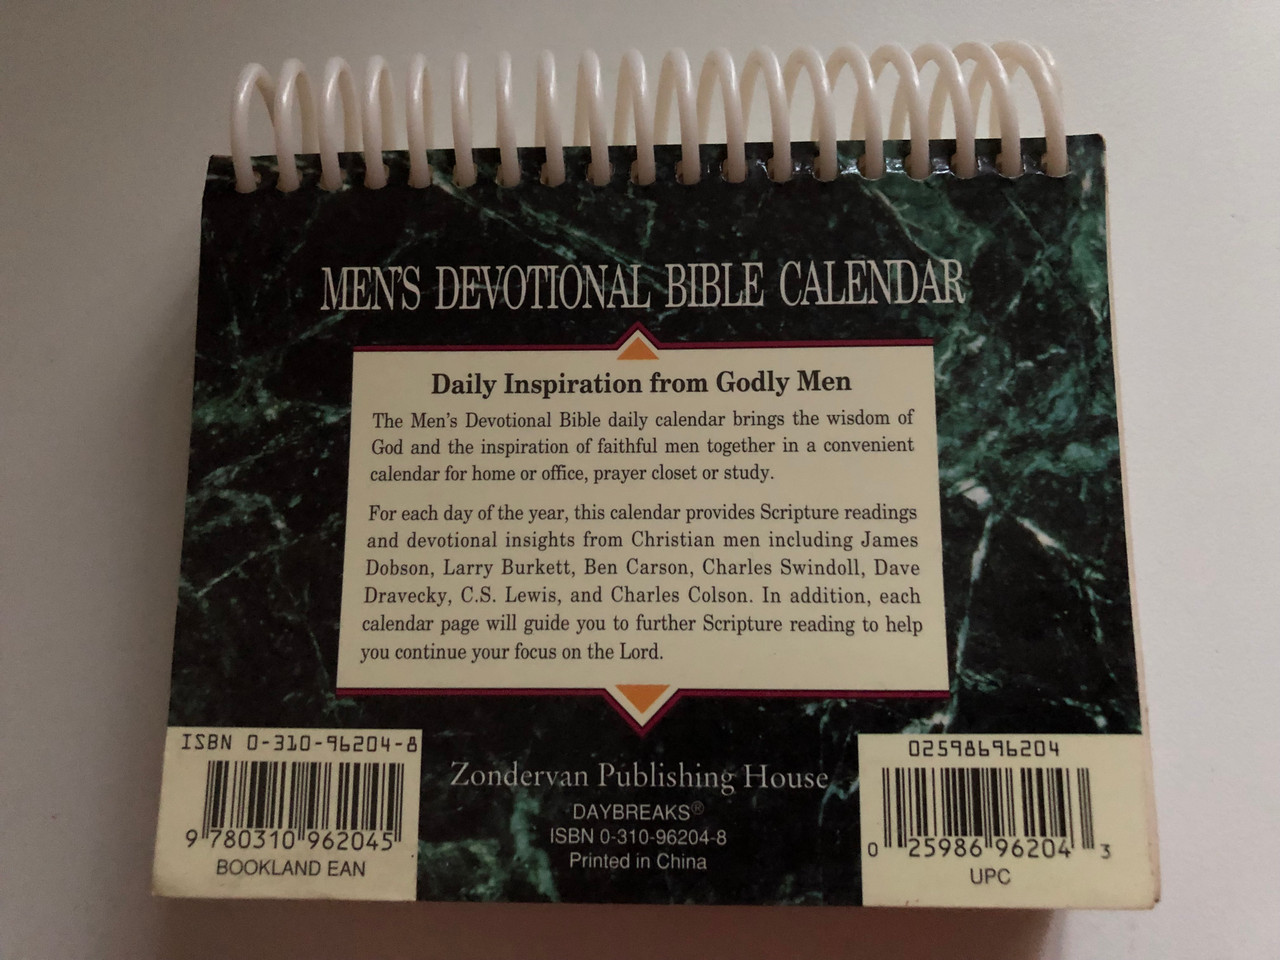 MEN'S DEVOTIONAL BIBLE CALENDAR
Daily Inspiration from Godly Men
The Men's Devotional Bible daily calendar brings the wisdom of
God and the inspiration of faithful men together in a convenient
calendar for home or office, prayer closet or study.
For each day of the year, this calendar provides Scripture readings
and devotional insights from Christian men including James
Dobson, Larry Burkett, Ben Carson, Charles Swindoll, Dave
Dravecky, C.S. Lewis, and Charles Colson. In addition, each
calendar page will guide you to further Scripture reading to help
you continue your focus on the Lord.
ISBN 0-310-96204-8
9 780310 962045
BOOKLAND EAN
Zondervan Publishing House
DAYBREAKS®
ISBN 0-310-96204-8
Printed in China
02598696204
0 25986 96204 3
UPC